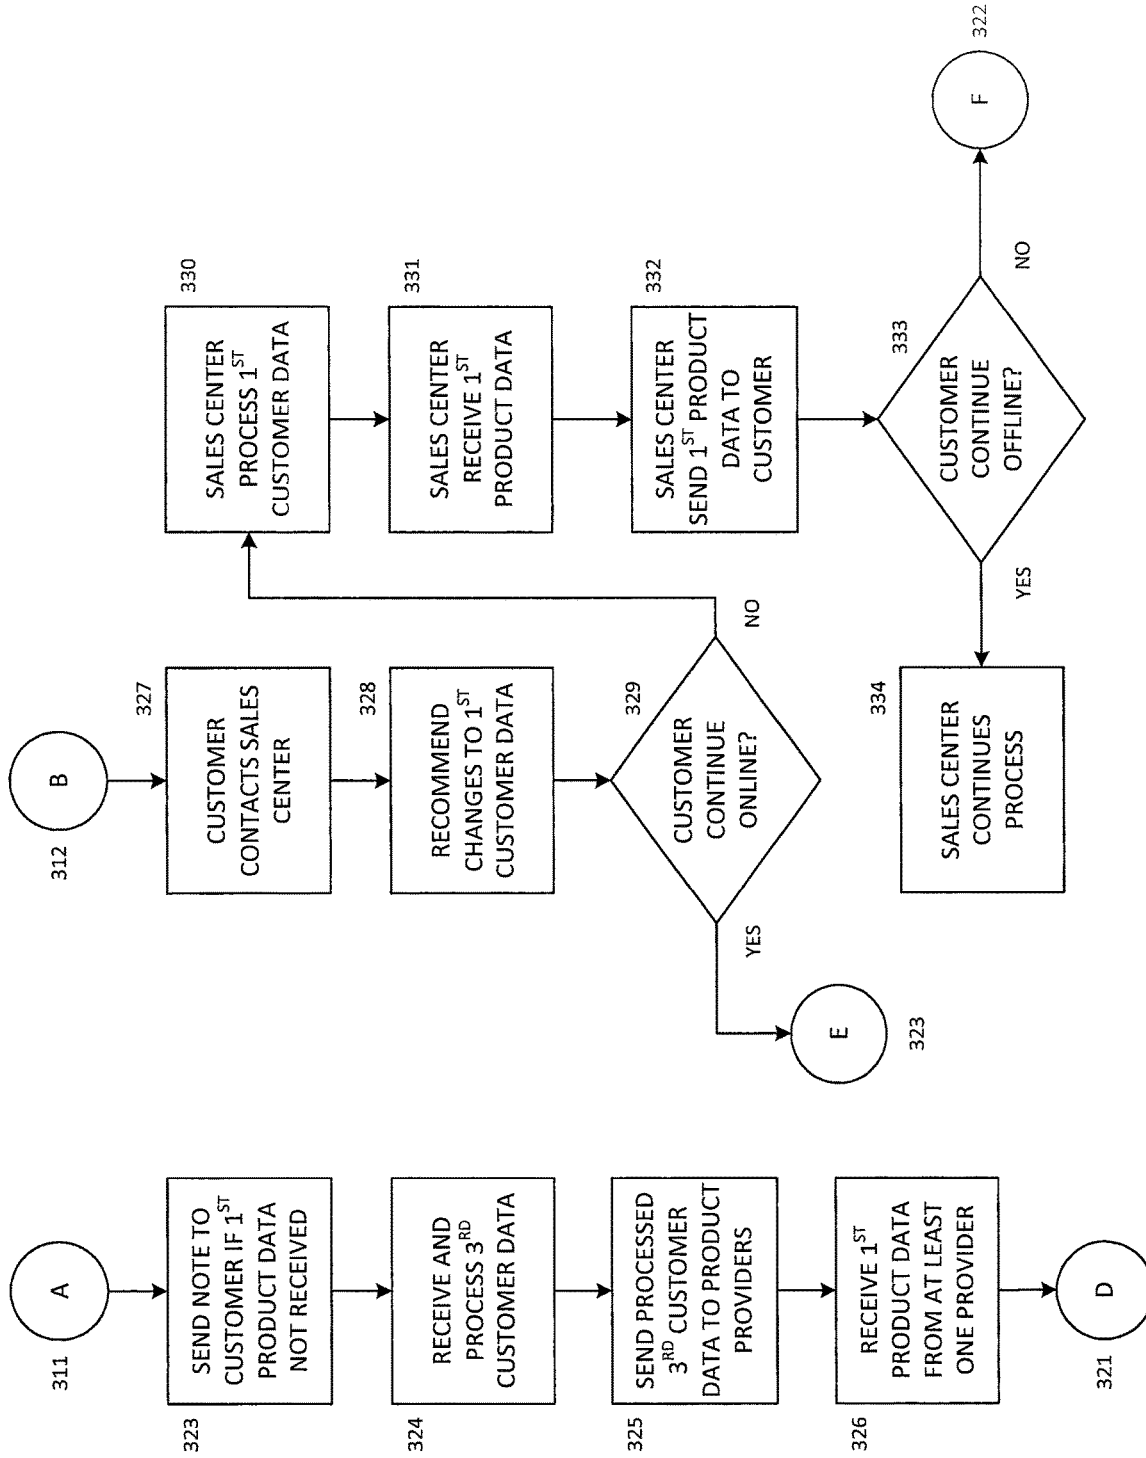 A
311
SEND NOTE TO
CUSTOMER IF 1ST
PRODUCT DATA
NOT RECEIVED
323
RECEIVE AND
PROCESS 3RD
CUSTOMER DATA
324
SEND PROCESSED
3RD CUSTOMER
DATA TO PRODUCT
PROVIDERS
325
RECEIVE 1ST
PRODUCT DATA
FROM AT LEAST
ONE PROVIDER
326
D
321
B
312
CUSTOMER
CONTACTS SALES
CENTER
327
RECOMMEND
CHANGES TO 1ST
CUSTOMER DATA
328
CUSTOMER
CONTINUE
ONLINE?
329
YES
NO
E
323
SALES CENTER
PROCESS 1ST
CUSTOMER DATA
330
SALES CENTER
RECEIVE 1ST
PRODUCT DATA
331
SALES CENTER
SEND 1ST PRODUCT
DATA TO
CUSTOMER
332
CUSTOMER
CONTINUE
OFFLINE?
333
YES
NO
SALES CENTER
CONTINUES
PROCESS
334
F
322